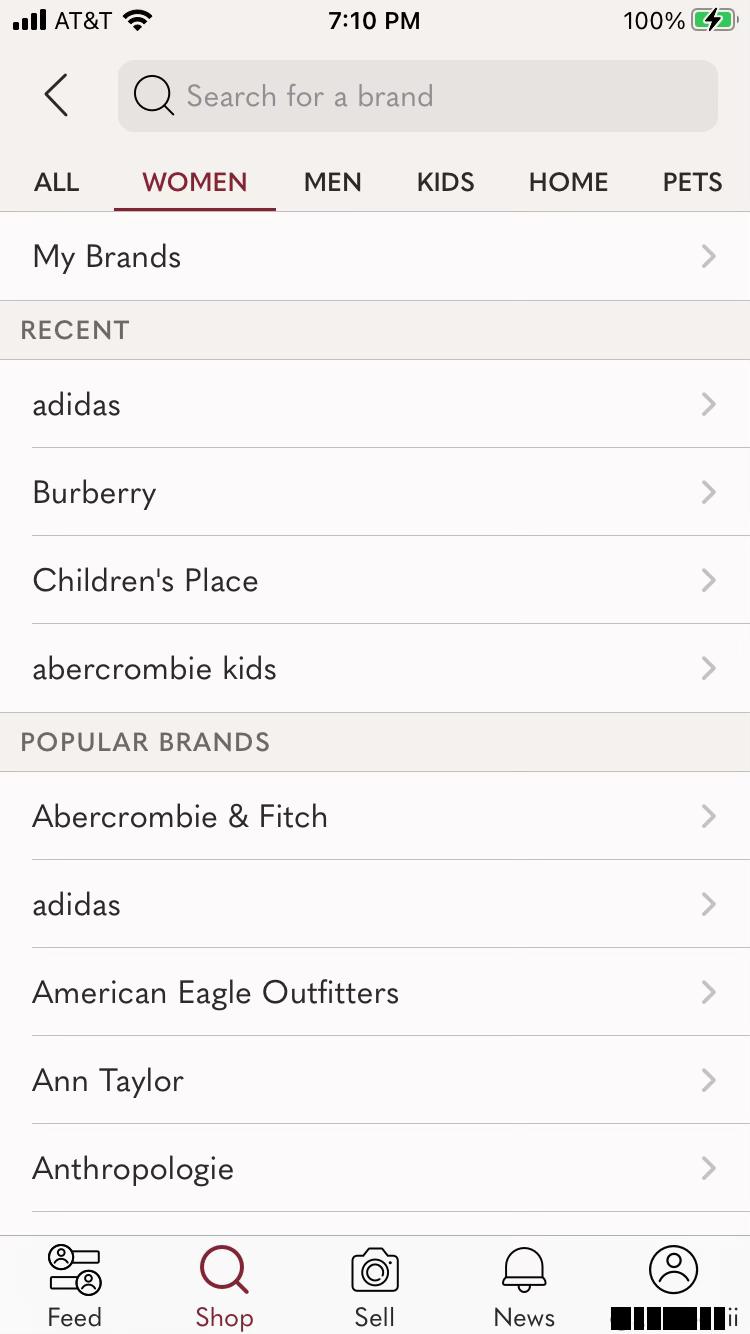 AT&T 7:10 PM 100%
Search for a brand
ALL WOMEN MEN KIDS HOME PETS
My Brands
RECENT
adidas
Burberry
Children's Place
abercrombie kids
POPULAR BRANDS
Abercrombie & Fitch
adidas
American Eagle Outfitters
Ann Taylor
Anthropologie
Feed Shop Sell News